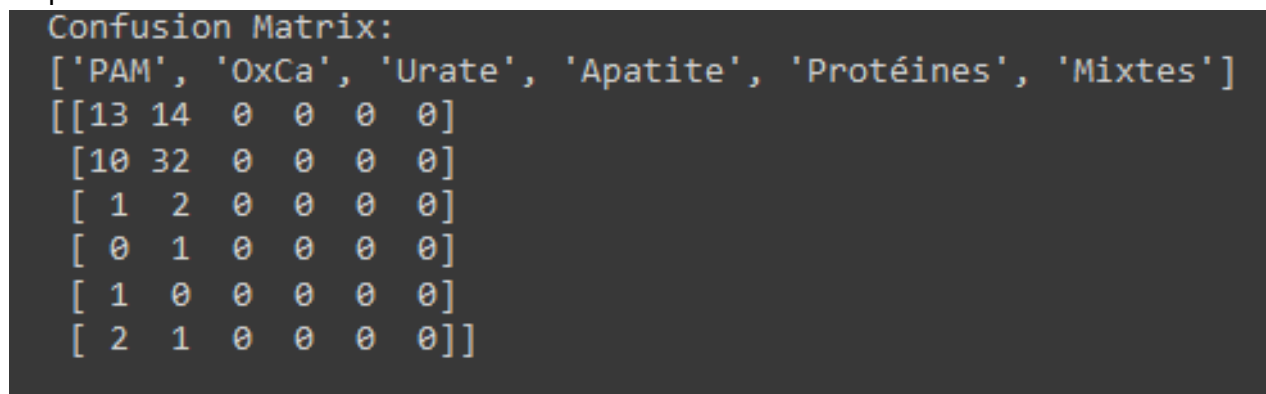 Confusion Matrix:
['PAM', 'OxCa', 'Urate', 'Apatite', 'Protéines', 'Mixtes']
[[13 14 0 0 0 0]
[10 32 0 0 0 0]
[ 1 2 0 0 0 0]
[ 0 1 0 0 0 0]
[ 1 0 0 0 0 0]
[ 2 1 0 0 0 0]]